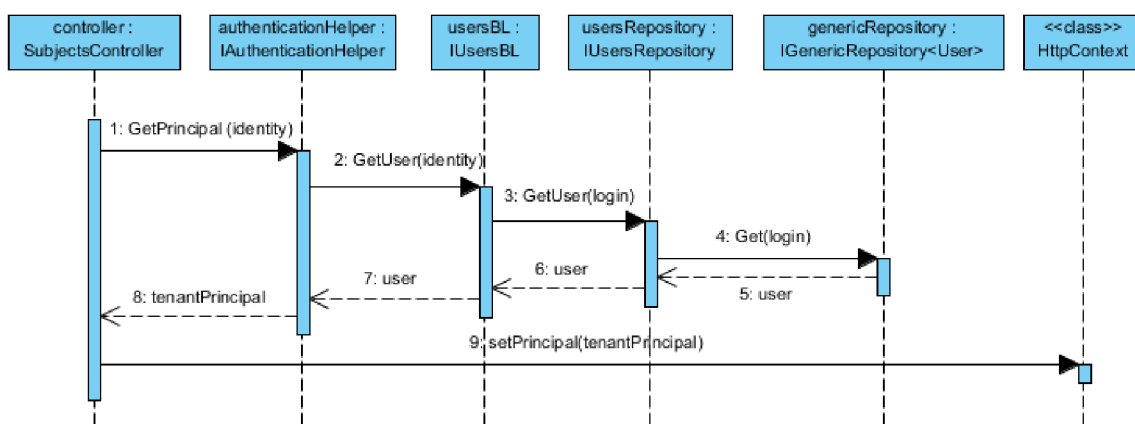 controller :
SubjectsController
authenticationHelper :
IAuthenticationHelper
usersBL :
IUsersBL
usersRepository :
IUsersRepository
genericRepository :
IGenericRepository<User>
<<class>>
HttpContext
1: GetPrincipal (identity)
2: GetUser(identity)
3: GetUser(login)
4: Get(login)
5: user
6: user
7: user
8: tenantPrincipal
9: setPrincipal(tenantPrincipal)